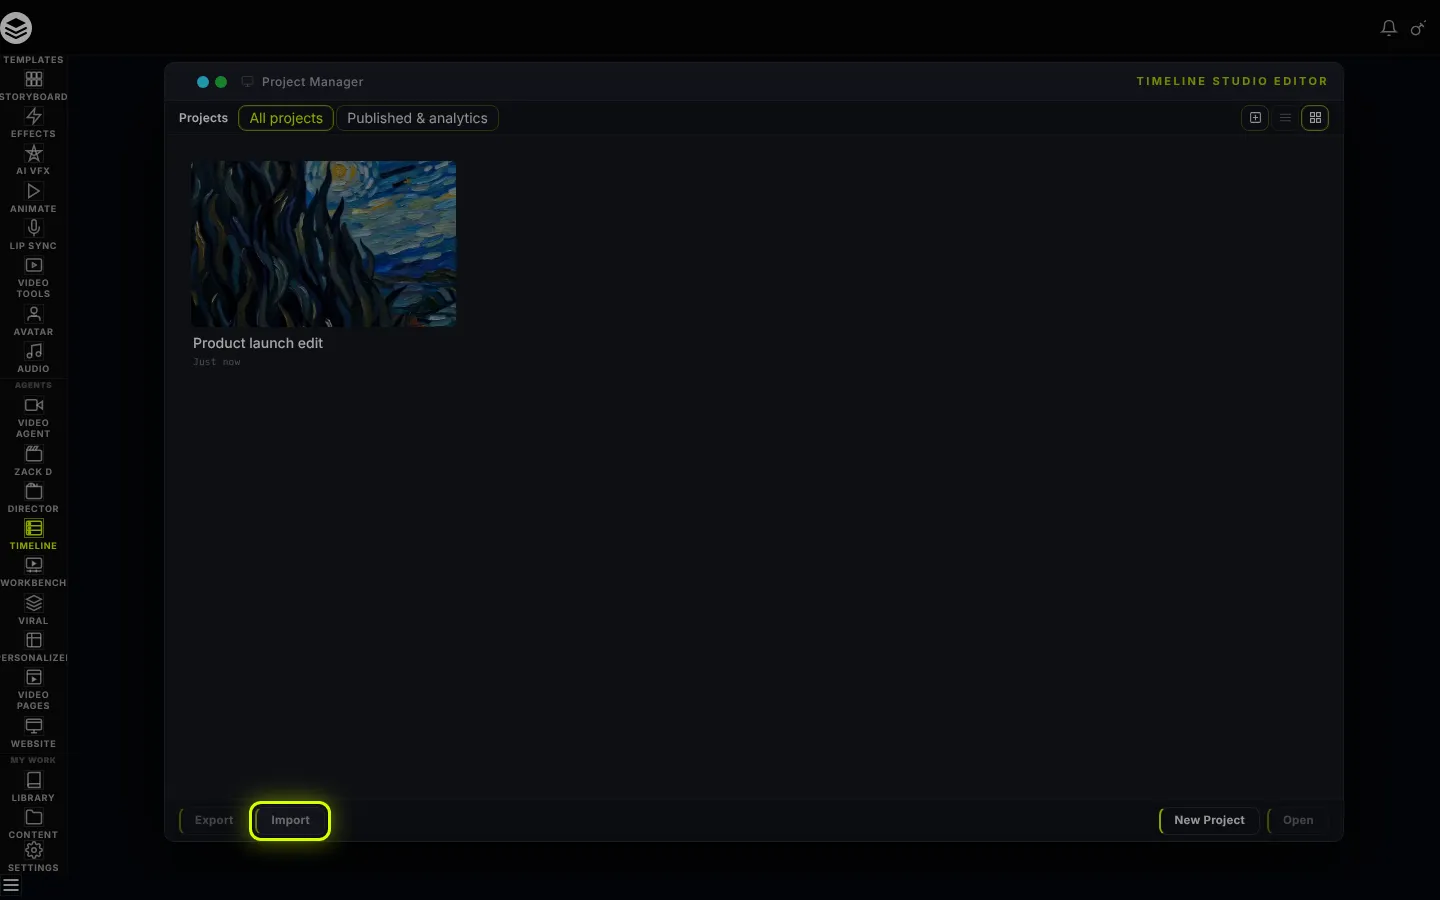 TEMPLATES
STORYBOARD
EFFECTS
AI VFX
ANIMATE
LIP SYNC
VIDEO
TOOLS
AVATAR
AUDIO
AGENTS
VIDEO
AGENT
ZACK D
DIRECTOR
TIMELINE
WORKBENCH
VIRAL
ERSONALIZE
VIDEO
PAGES
WEBSITE
MY WORK
LIBRARY
CONTENT
SETTINGS
Project Manager
TIMELINE STUDIO EDITOR
Projects All projects Published & analytics
Product launch edit
Just now
Export Import New Project Open